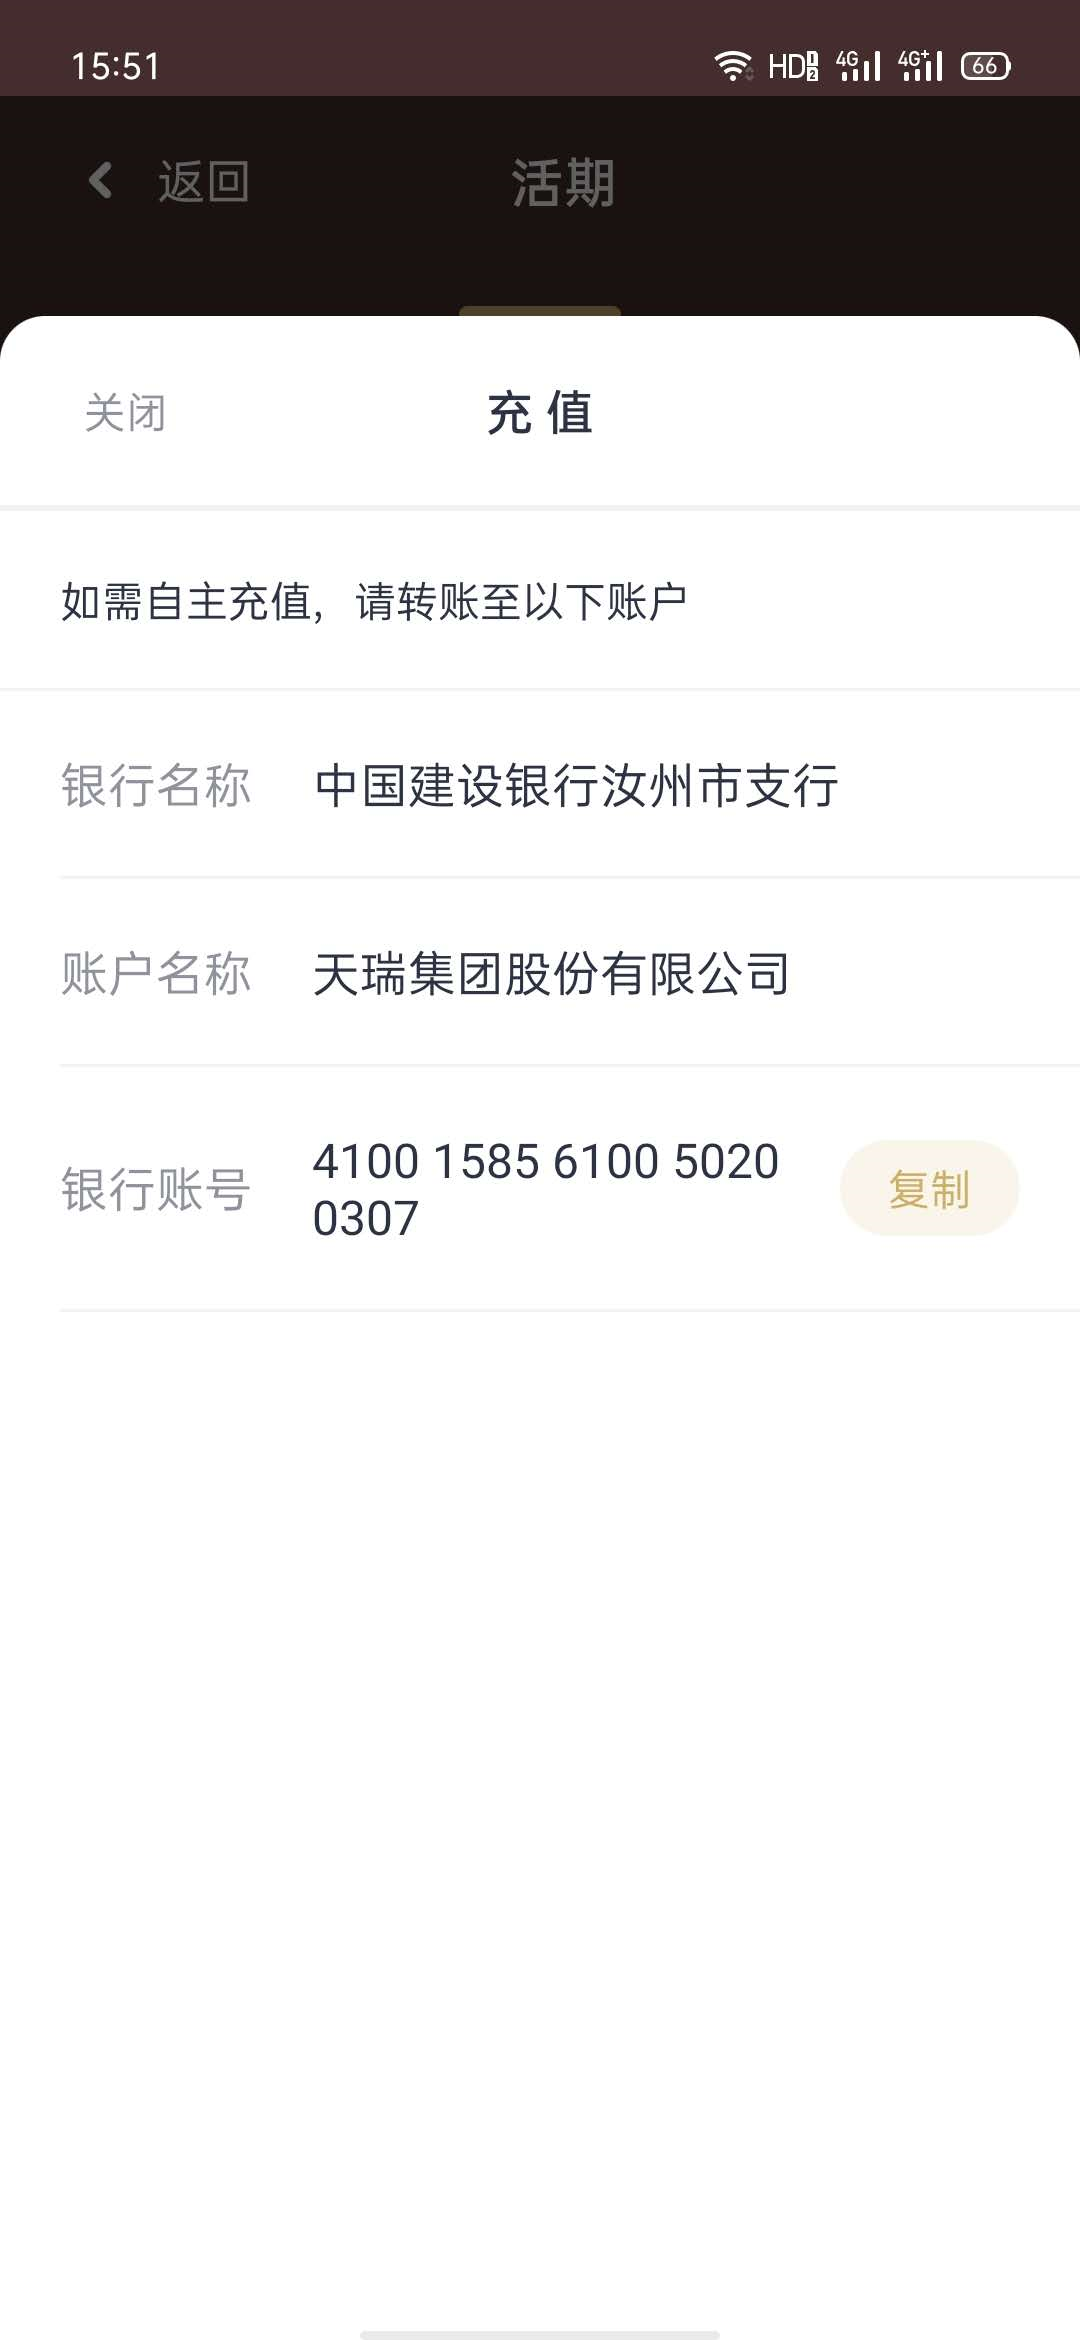 15:51
HD 1 2 4G 4G+ 66
返回
活期
关闭
充值
如需自主充值，请转账至以下账户
银行名称 中国建设银行汝州市支行
账户名称 天瑞集团股份有限公司
银行账号 4100 1585 6100 5020
0307
复制